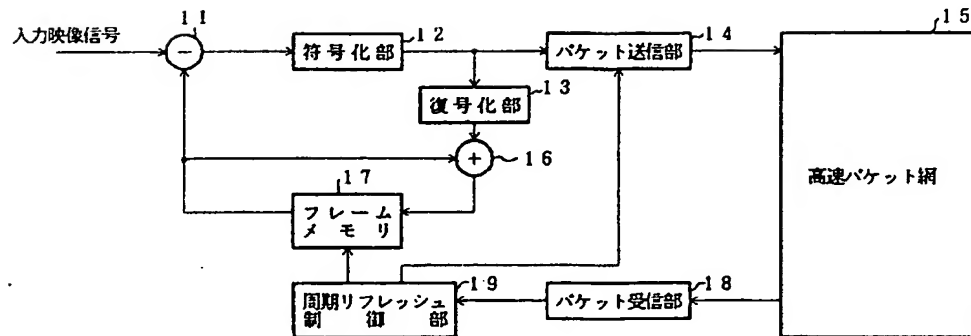 入力映像信号
11
－
符号化部
12
パケット送信部
14
15
復号化部
13
＋
16
高速パケット網
17
フレーム
メモリ
周期リフレッシュ
制御部
19
パケット受信部
18